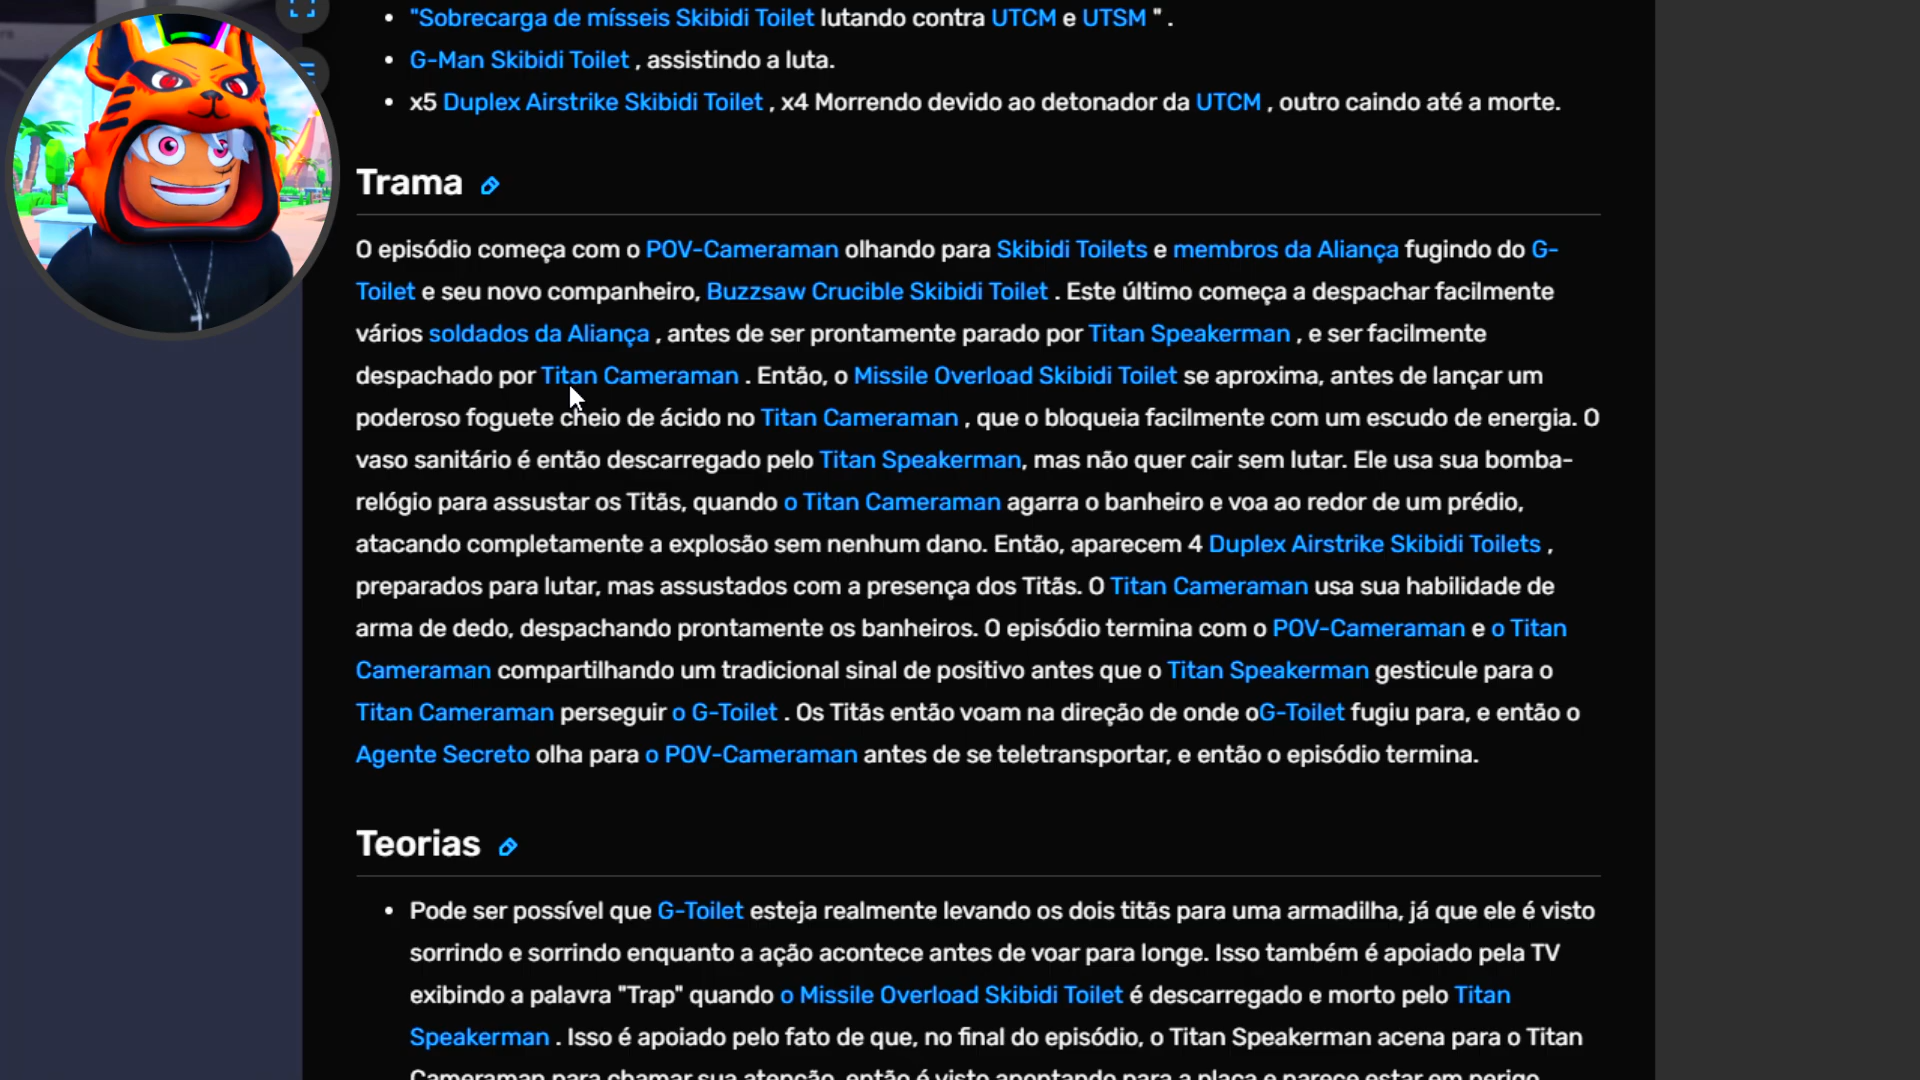 • "Sobrecarga de mísseis Skibidi Toilet lutando contra UTCM e UTSM " .
• G-Man Skibidi Toilet , assistindo a luta.
• x5 Duplex Airstrike Skibidi Toilet , x4 Morrendo devido ao detonador da UTCM , outro caindo até a morte.
Trama
O episódio começa com o POV-Cameraman olhando para Skibidi Toilets e membros da Aliança fugindo do G-
Toilet e seu novo companheiro, Buzzsaw Crucible Skibidi Toilet . Este último começa a despachar facilmente
vários soldados da Aliança , antes de ser prontamente parado por Titan Speakerman , e ser facilmente
despachado por Titan Cameraman . Então, o Missile Overload Skibidi Toilet se aproxima, antes de lançar um
poderoso foguete cheio de ácido no Titan Cameraman , que o bloqueia facilmente com um escudo de energia. O
vaso sanitário é então descarregado pelo Titan Speakerman, mas não quer cair sem lutar. Ele usa sua bomba-
relógio para assustar os Titãs, quando o Titan Cameraman agarra o banheiro e voa ao redor de um prédio,
atacando completamente a explosão sem nenhum dano. Então, aparecem 4 Duplex Airstrike Skibidi Toilets ,
preparados para lutar, mas assustados com a presença dos Titãs. O Titan Cameraman usa sua habilidade de
arma de dedo, despachando prontamente os banheiros. O episódio termina com o POV-Cameraman e o Titan
Cameraman compartilhando um tradicional sinal de positivo antes que o Titan Speakerman gesticule para o
Titan Cameraman perseguir o G-Toilet . Os Titãs então voam na direção de onde oG-Toilet fugiu para, e então o
Agente Secreto olha para o POV-Cameraman antes de se teletransportar, e então o episódio termina.
Teorias
• Pode ser possível que G-Toilet esteja realmente levando os dois titãs para uma armadilha, já que ele é visto
sorrindo e sorrindo enquanto a ação acontece antes de voar para longe. Isso também é apoiado pela TV
exibindo a palavra "Trap" quando o Missile Overload Skibidi Toilet é descarregado e morto pelo Titan
Speakerman . Isso é apoiado pelo fato de que, no final do episódio, o Titan Speakerman acena para o Titan
Cameraman para chamar sua atenção, então é visto apontando para a placa e parece estar em perigo